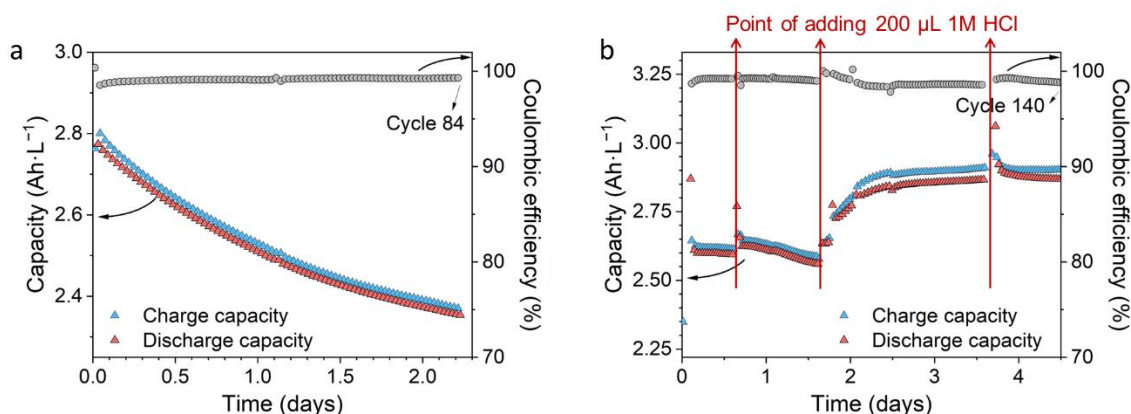 a
3.0
2.8
2.6
2.4
Capacity (Ah·L⁻¹)
0.0 0.5 1.0 1.5 2.0
Time (days)
100
90
80
70
Coulombic efficiency (%)
Cycle 84
Charge capacity
Discharge capacity
Point of adding 200 µL 1M HCl
b
3.25
3.00
2.75
2.50
2.25
Capacity (Ah·L⁻¹)
0 1 2 3 4
Time (days)
100
90
80
70
Coulombic efficiency (%)
Cycle 140
Charge capacity
Discharge capacity